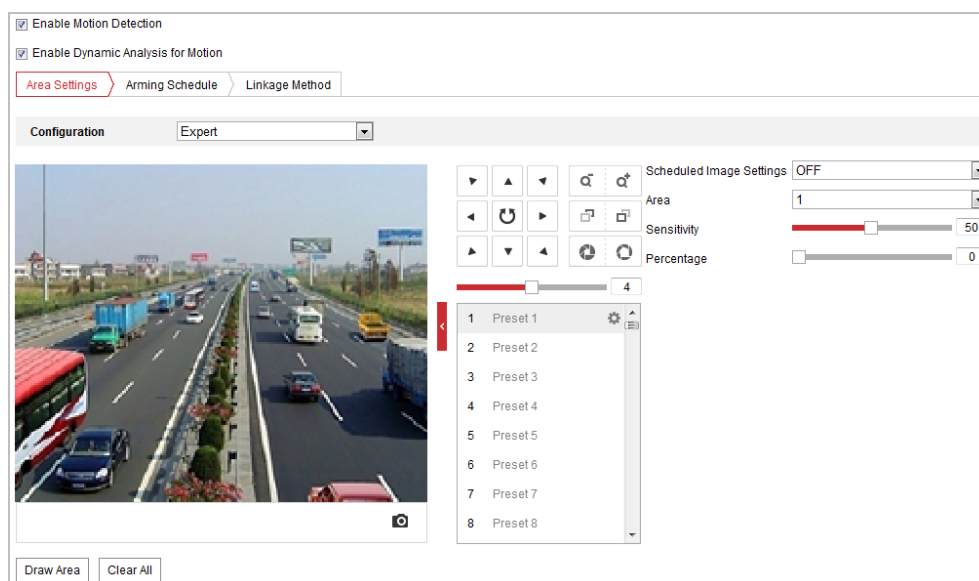 Enable Motion Detection
Enable Dynamic Analysis for Motion
Area Settings Arming Schedule Linkage Method
Configuration Expert
Scheduled Image Settings OFF
Area 1
Sensitivity 50
Percentage 0
4
1 Preset 1
2 Preset 2
3 Preset 3
4 Preset 4
5 Preset 5
6 Preset 6
7 Preset 7
8 Preset 8
Draw Area Clear All